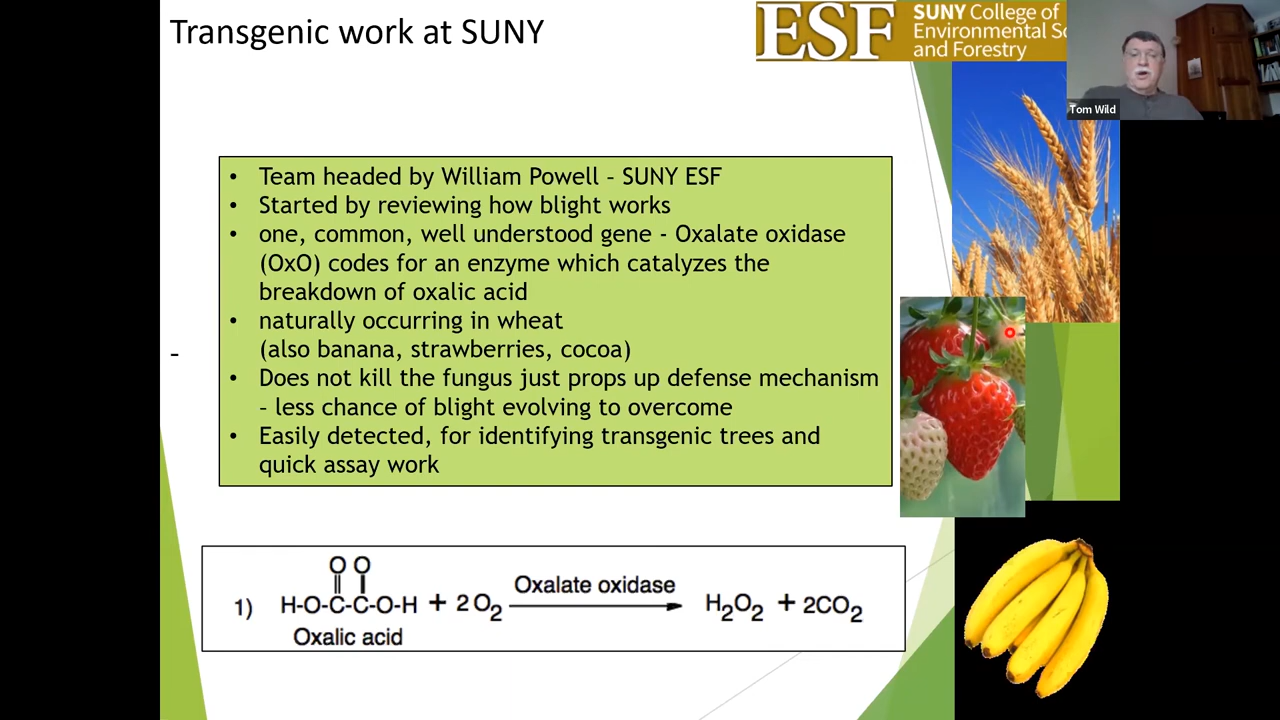 Transgenic work at SUNY
ESF
SUNY College of
Environmental Sc
and Forestry
Tom Wild
• Team headed by William Powell – SUNY ESF
• Started by reviewing how blight works
• one, common, well understood gene - Oxalate oxidase
(OxO) codes for an enzyme which catalyzes the
breakdown of oxalic acid
• naturally occurring in wheat
(also banana, strawberries, cocoa)
-
• Does not kill the fungus just props up defense mechanism
– less chance of blight evolving to overcome
• Easily detected, for identifying transgenic trees and
quick assay work
O O
Oxalate oxidase
1) H-O-C-C-O-H + 2 O2 H2O2 + 2CO2
Oxalic acid